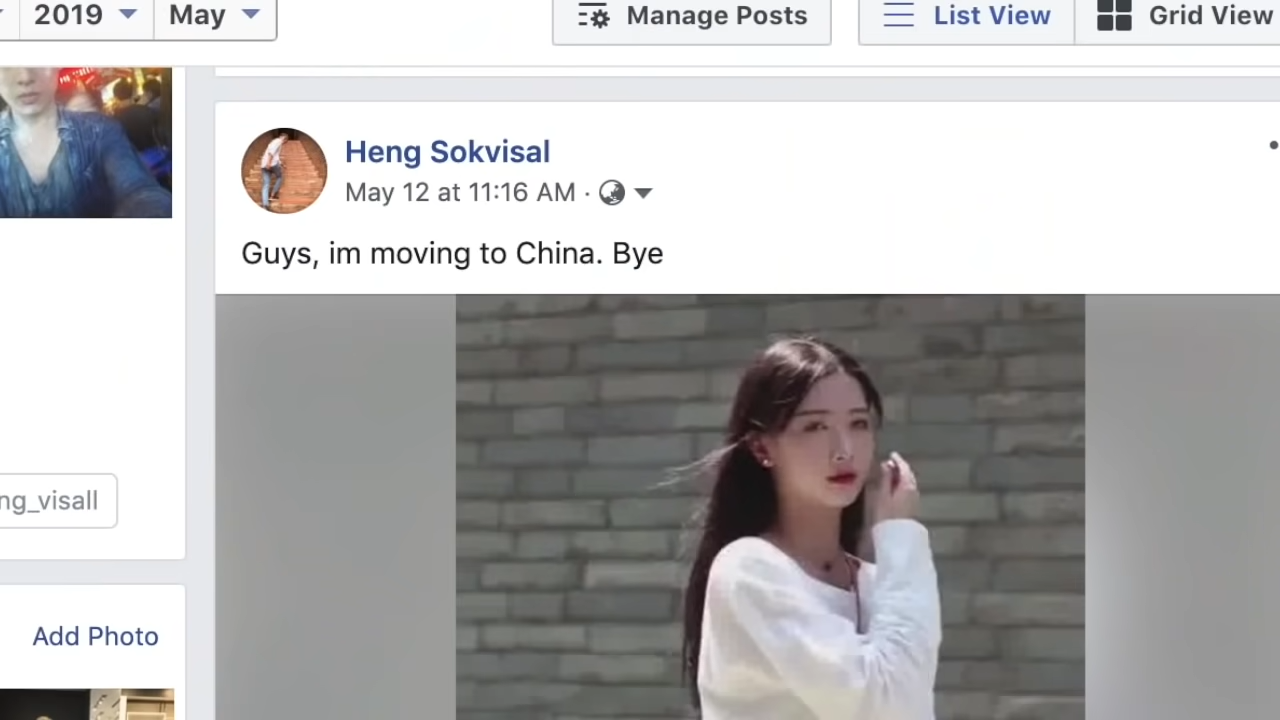 2019
May
Manage Posts
List View
Grid View
Heng Sokvisal
May 12 at 11:16 AM ·
Guys, im moving to China. Bye
ng_visall
Add Photo